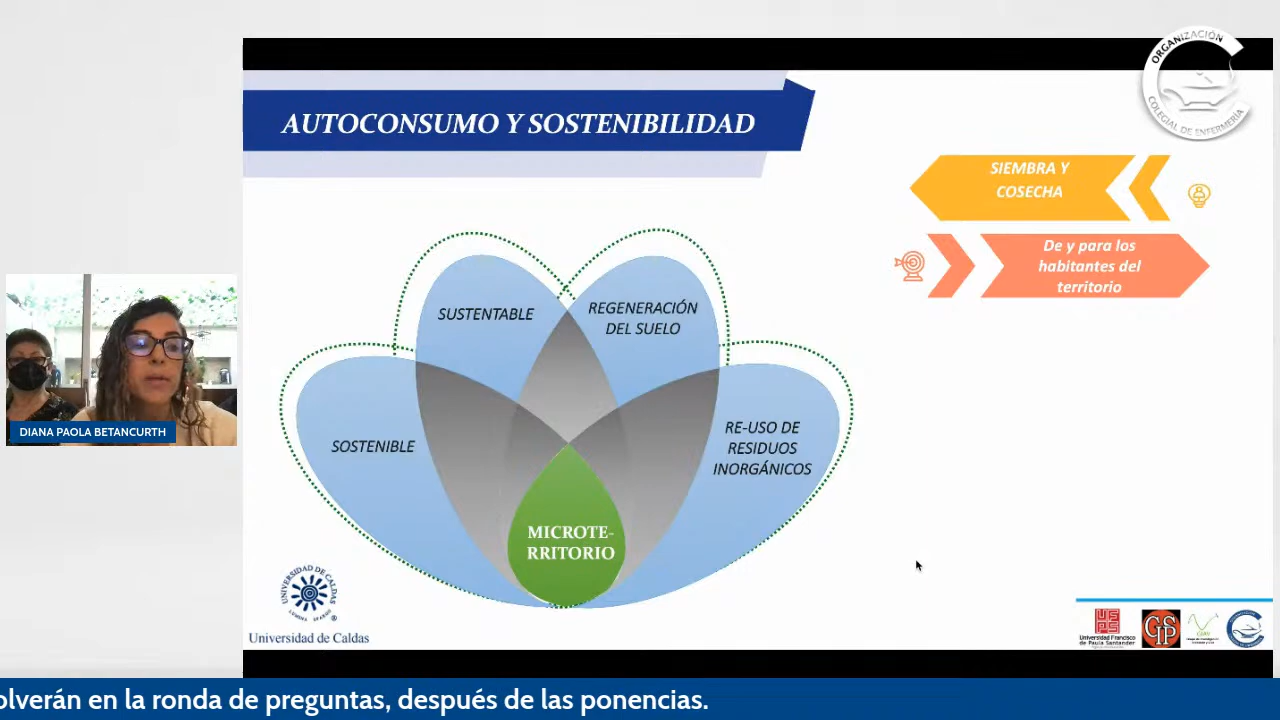 ORGANIZACIÓN
COLEGIAL DE ENFERMERÍA
AUTOCONSUMO Y SOSTENIBILIDAD
SIEMBRA Y
COSECHA
De y para los
habitantes del
territorio
SUSTENTABLE
REGENERACIÓN
DEL SUELO
SOSTENIBLE
RE-USO DE
RESIDUOS
INORGÁNICOS
MICROTE-
RRITORIO
DIANA PAOLA BETANCURTH
UNIVERSIDAD DE CALDAS
Universidad de Caldas
Universidad Francisco
de Paula Santander
olverán en la ronda de preguntas, después de las ponencias.